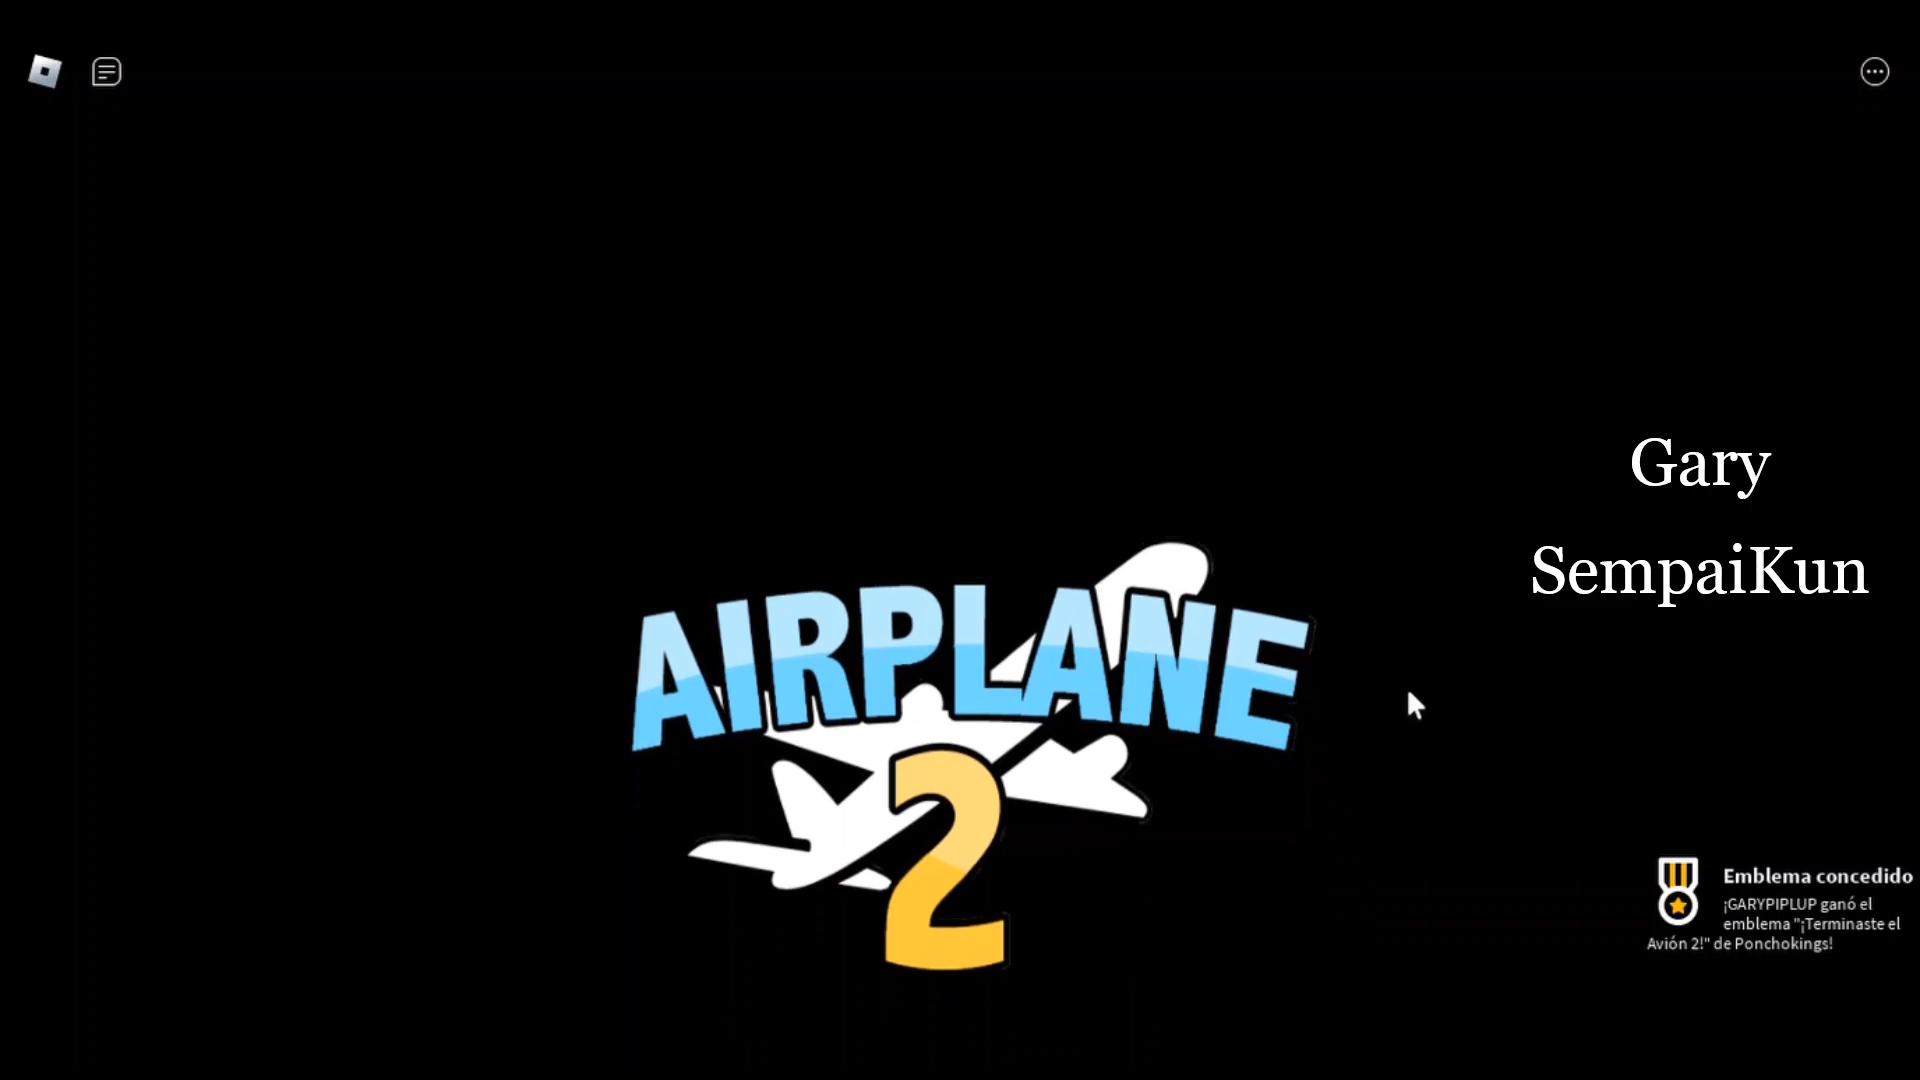 Gary
SempaiKun
AIRPLANE
2
Emblema concedido
¡GARYPIPLUP ganó el
emblema "¡Terminaste el
Avión 2!" de Ponchokings!